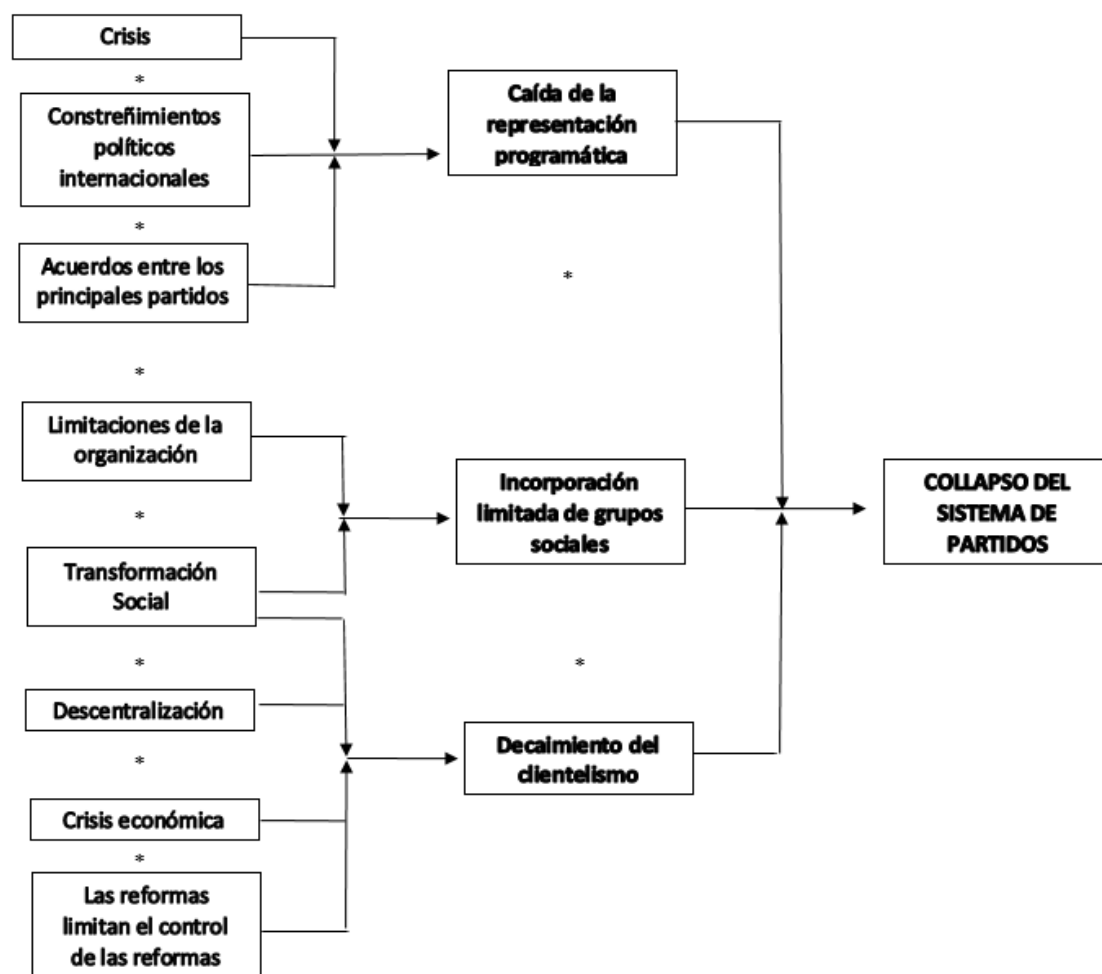 Crisis
*
Constreñimientos
políticos
internacionales
*
Acuerdos entre los
principales partidos
*
Limitaciones de la
organización
*
Transformación
Social
*
Descentralización
*
Crisis económica
*
Las reformas
limitan el control
de las reformas
Caída de la
representación
programática
*
Incorporación
limitada de grupos
sociales
*
Decaimiento del
clientelismo
COLLAPSO DEL
SISTEMA DE
PARTIDOS